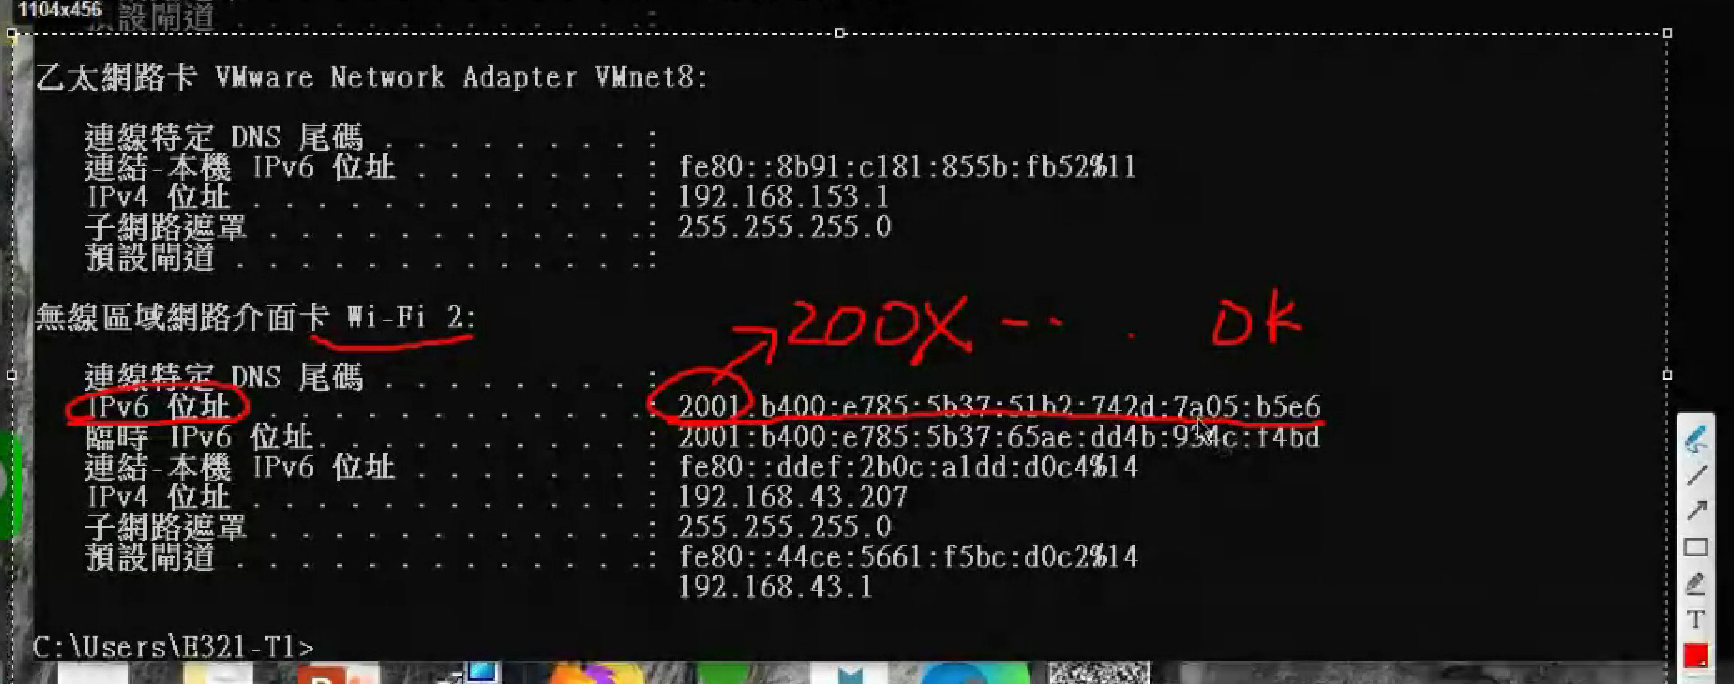 1104x456
預設閘道 . . . . . . . . . . . . . :
乙太網路卡 VMware Network Adapter VMnet8:
連線特定 DNS 尾碼 . . . . . . . . :
連結-本機 IPv6 位址 . . . . . . . : fe80::8b91:c181:855b:fb52%11
IPv4 位址 . . . . . . . . . . . . : 192.168.153.1
子網路遮罩 . . . . . . . . . . . .: 255.255.255.0
預設閘道 . . . . . . . . . . . . .:
無線區域網路介面卡 Wi-Fi 2:
200X -- . OK
連線特定 DNS 尾碼 . . . . . . . . :
IPv6 位址. . . . . . . . . . . . .: 2001:b400:e785:5b37:51b2:742d:7a05:b5e6
臨時 IPv6 位址. . . . . . . . . . : 2001:b400:e785:5b37:65ae:dd4b:934c:f4bd
連結-本機 IPv6 位址 . . . . . . . : fe80::ddef:2b0c:a1dd:d0c4%14
IPv4 位址 . . . . . . . . . . . . : 192.168.43.207
子網路遮罩 . . . . . . . . . . . .: 255.255.255.0
預設閘道 . . . . . . . . . . . . .: fe80::44ce:5661:f5bc:d0c2%14
192.168.43.1
C:\Users\E321-T1>
T